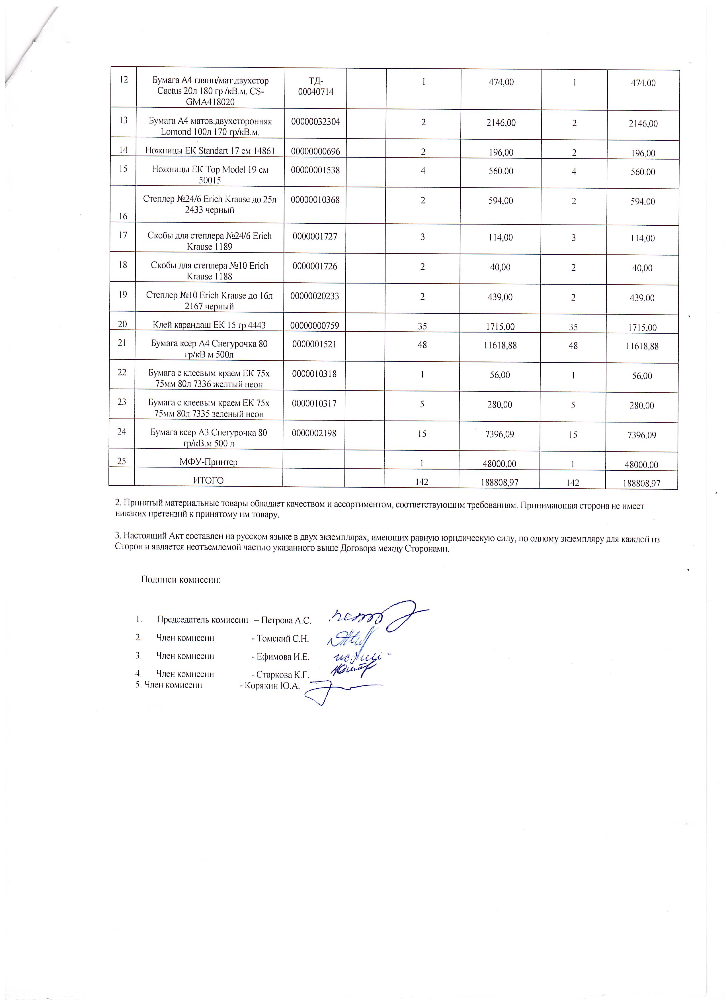 12 Бумага А4 глянц/мат двухстор ТД- 1 474,00 1 474,00
Cactus 20л 180 гр /кВ.м. CS- 00040714
GMA418020
13 Бумага А4 матов.двухсторонняя 00000032304 2 2146,00 2 2146,00
Lomond 100л 170 гр/кВ.м.
14 Ножницы ЕК Standart 17 см 14861 00000000696 2 196,00 2 196,00
15 Ножницы ЕК Top Model 19 см 00000001538 4 560.00 4 560.00
50015
Степлер №24/6 Erich Krause до 25л 00000010368 2 594,00 2 594,00
2433 черный
16
17 Скобы для степлера №24/6 Erich 0000001727 3 114,00 3 114,00
Krause 1189
18 Скобы для степлера №10 Erich 0000001726 2 40,00 2 40,00
Krause 1188
19 Степлер №10 Erich Krause до 16л 00000020233 2 439,00 2 439.00
2167 черный
20 Клей карандаш ЕК 15 гр 4443 00000000759 35 1715,00 35 1715,00
21 Бумага ксер А4 Снегурочка 80 0000001521 48 11618,88 48 11618,88
гр/кВ м 500л
22 Бумага с клеевым краем ЕК 75х 0000010318 1 56,00 1 56,00
75мм 80л 7336 желтый неон
23 Бумага с клеевым краем ЕК 75х 0000010317 5 280,00 5 280,00
75мм 80л 7335 зеленый неон
24 Бумага ксер А3 Снегурочка 80 0000002198 15 7396,09 15 7396,09
гр/кВ.м 500 л
25 МФУ-Принтер 1 48000,00 1 48000,00
ИТОГО 142 188808,97 142 188808,97
2. Принятый материальные товары обладает качеством и ассортиментом, соответствующим требованиям. Принимающая сторона не имеет
никаких претензий к принятому им товару.
3. Настоящий Акт составлен на русском языке в двух экземплярах, имеющих равную юридическую силу, по одному экземпляру для каждой из
Сторон и является неотъемлемой частью указанного выше Договора между Сторонами.
Подписи комиссии:
1. Председатель комиссии – Петрова А.С.
2. Член комиссии - Томский С.Н.
3. Член комиссии - Ефимова И.Е.
4. Член комиссии - Старкова К.Г.
5. Член комиссии - Корякин Ю.А.